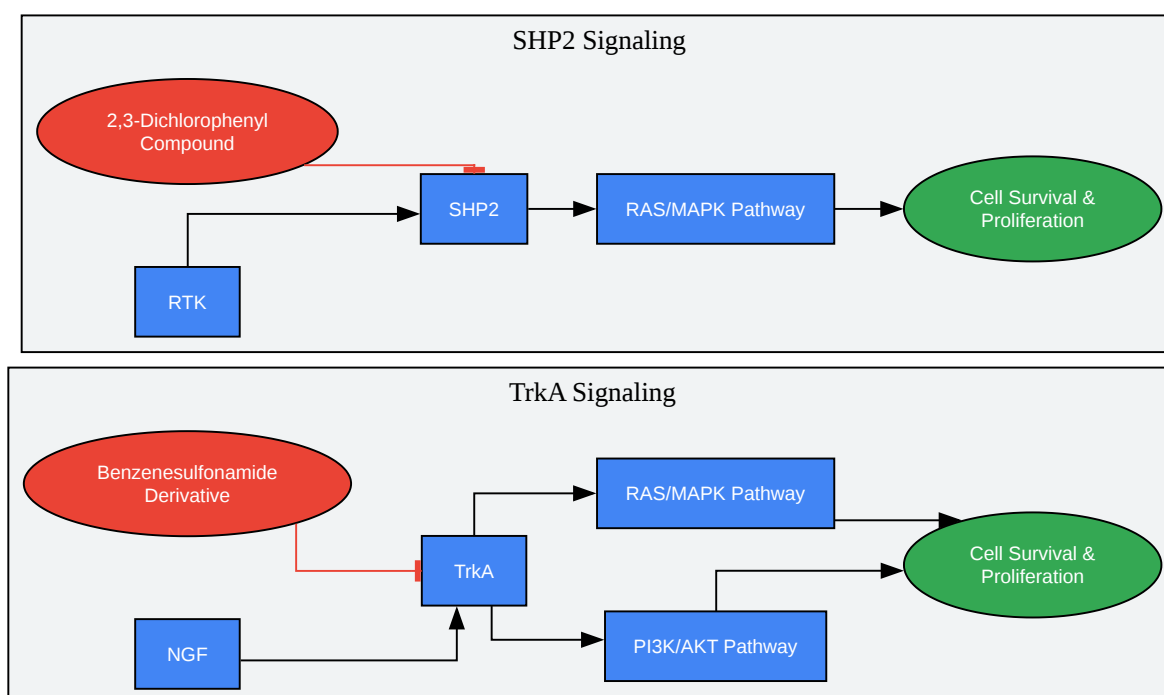 SHP2 Signaling
2,3-Dichlorophenyl
Compound
SHP2
RAS/MAPK Pathway
Cell Survival &
Proliferation
RTK
TrkA Signaling
Benzenesulfonamide
Derivative
RAS/MAPK Pathway
TrkA
Cell Survival &
Proliferation
NGF
PI3K/AKT Pathway